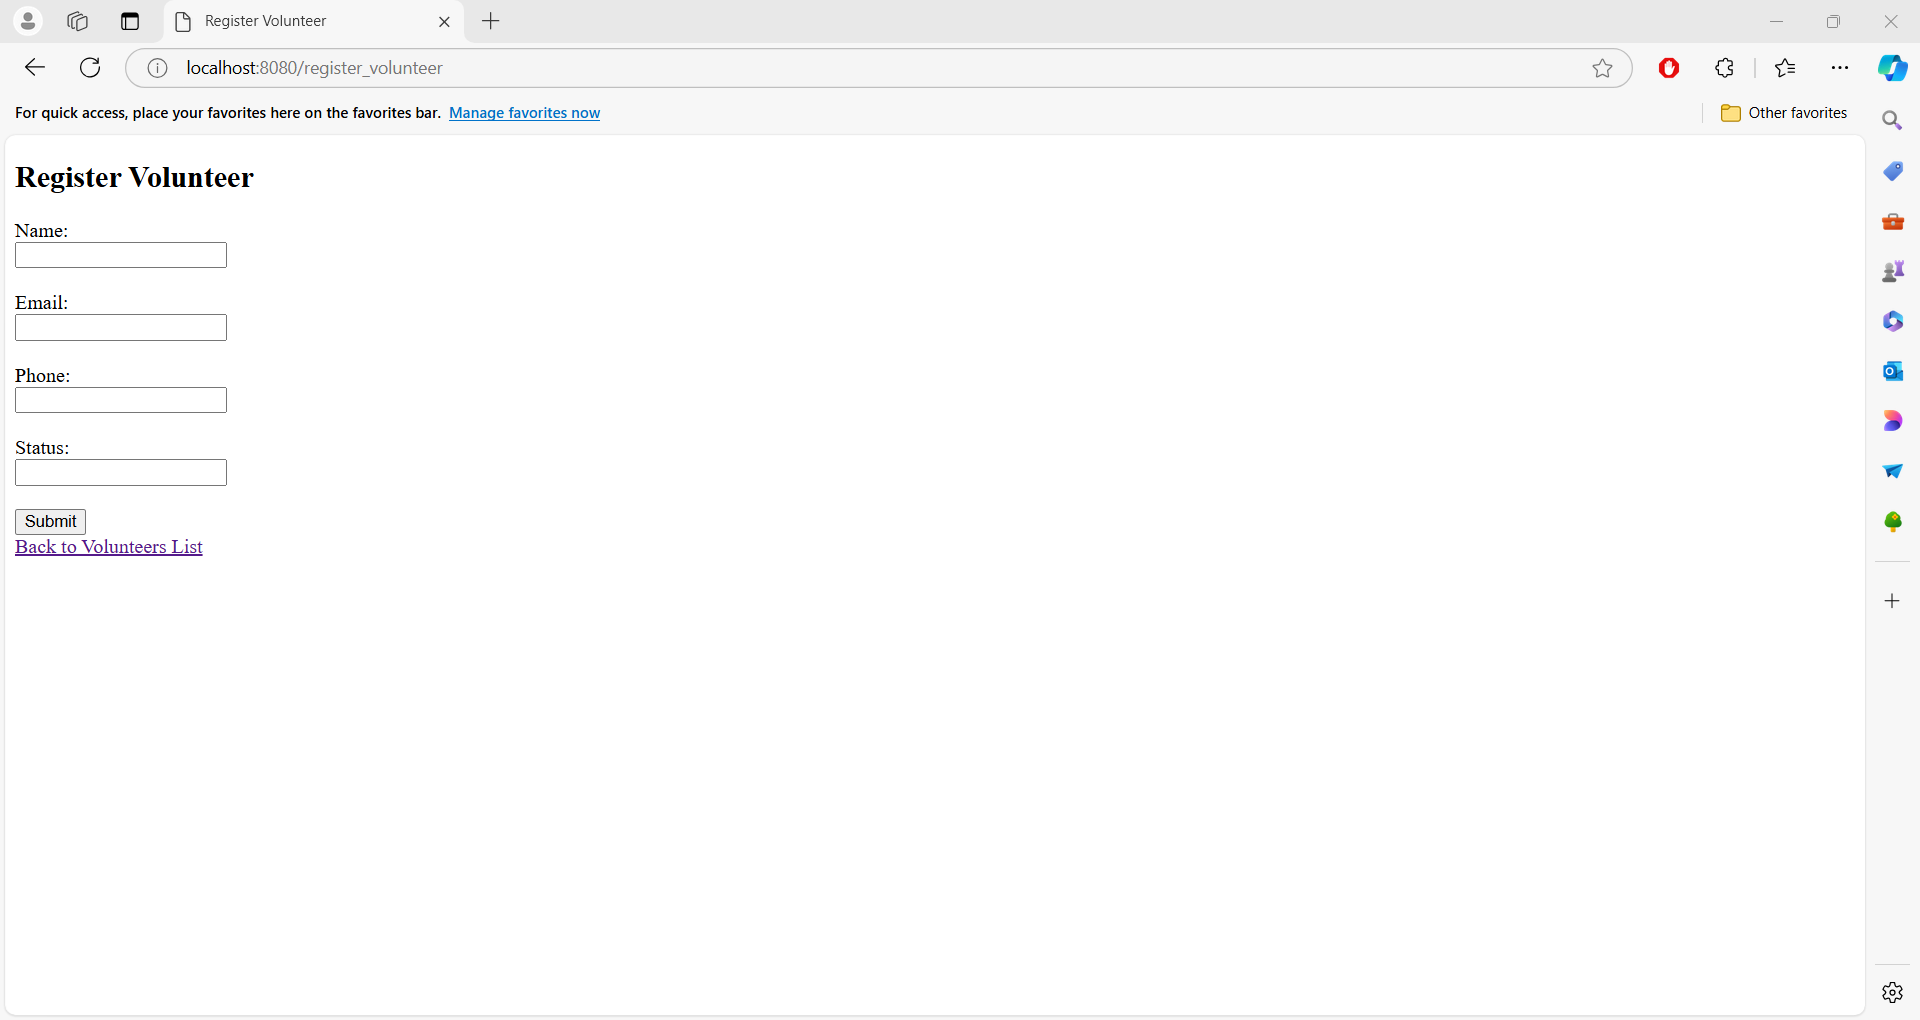 Register Volunteer
localhost:8080/register_volunteer
For quick access, place your favorites here on the favorites bar. Manage favorites now
Other favorites
Register Volunteer
Name:
Email:
Phone:
Status:
Submit
Back to Volunteers List